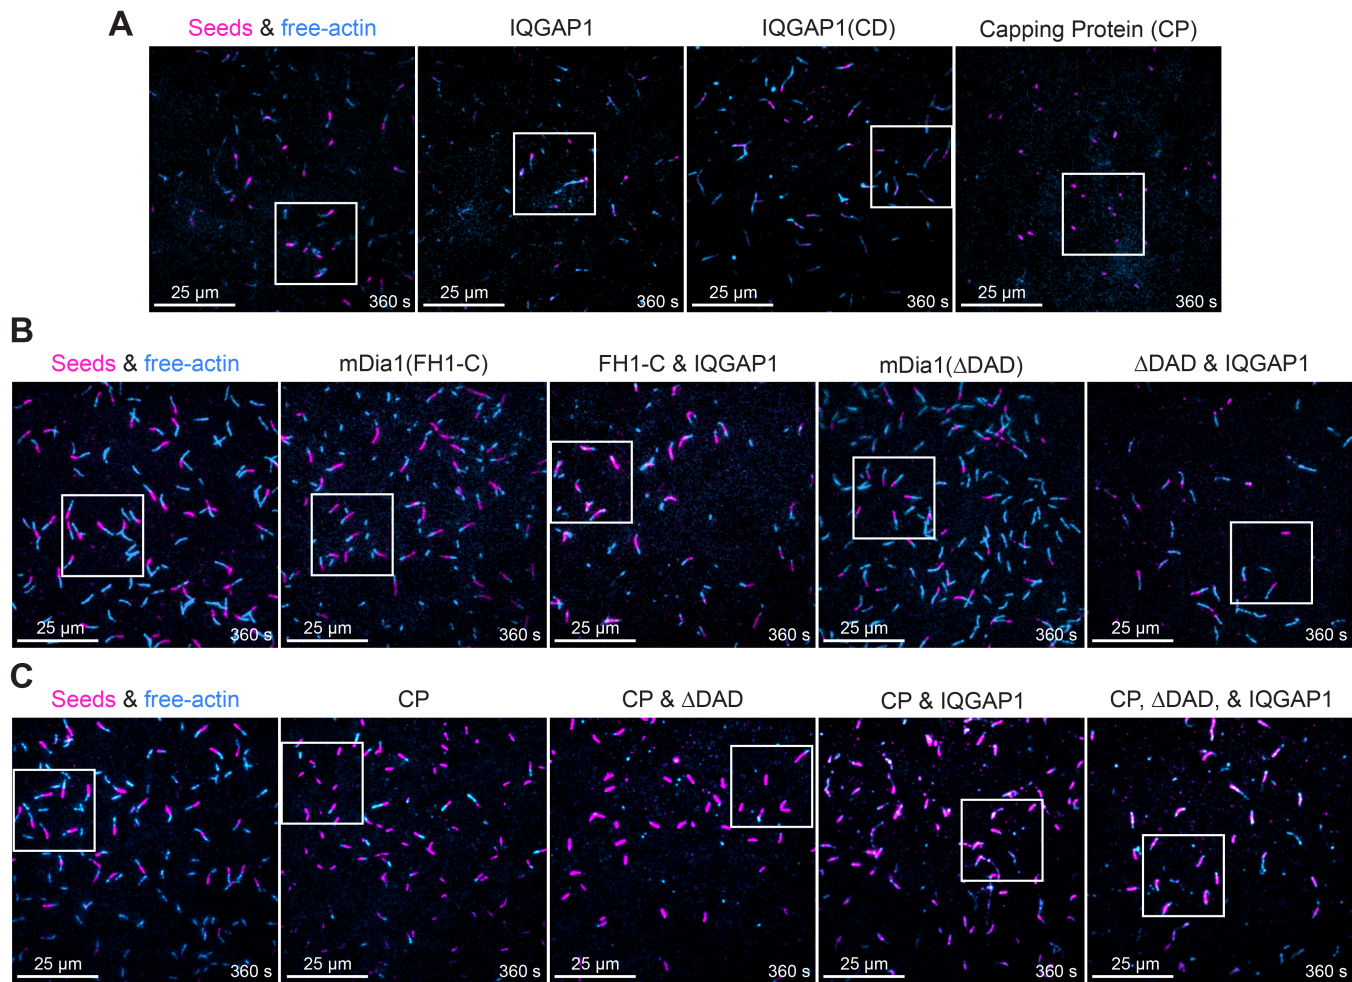 A
Seeds & free-actin
IQGAP1
IQGAP1(CD)
Capping Protein (CP)
25 µm
360 s
25 µm
360 s
25 µm
360 s
25 µm
360 s
B
Seeds & free-actin
mDia1(FH1-C)
FH1-C & IQGAP1
mDia1(ΔDAD)
ΔDAD & IQGAP1
25 µm
360 s
25 µm
360 s
25 µm
360 s
25 µm
360 s
25 µm
360 s
C
Seeds & free-actin
CP
CP & ΔDAD
CP & IQGAP1
CP, ΔDAD, & IQGAP1
25 µm
360 s
25 µm
360 s
25 µm
360 s
25 µm
360 s
25 µm
360 s